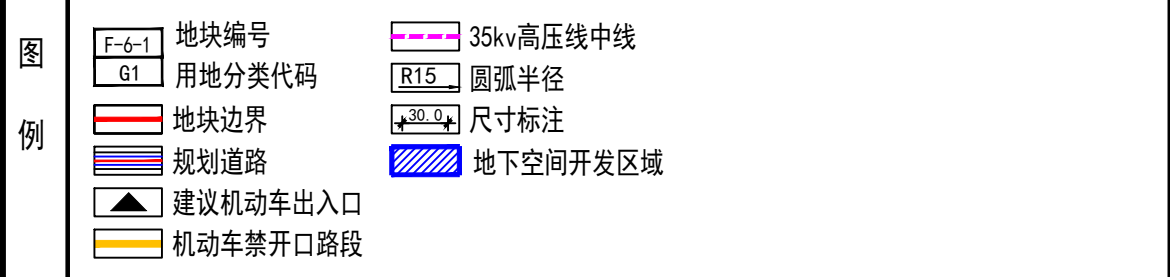 图例
F-6-1 地块编号
G1 用地分类代码
地块边界
规划道路
建议机动车出入口
机动车禁开口路段
35kv高压线中线
R15 圆弧半径
30.0 尺寸标注
地下空间开发区域